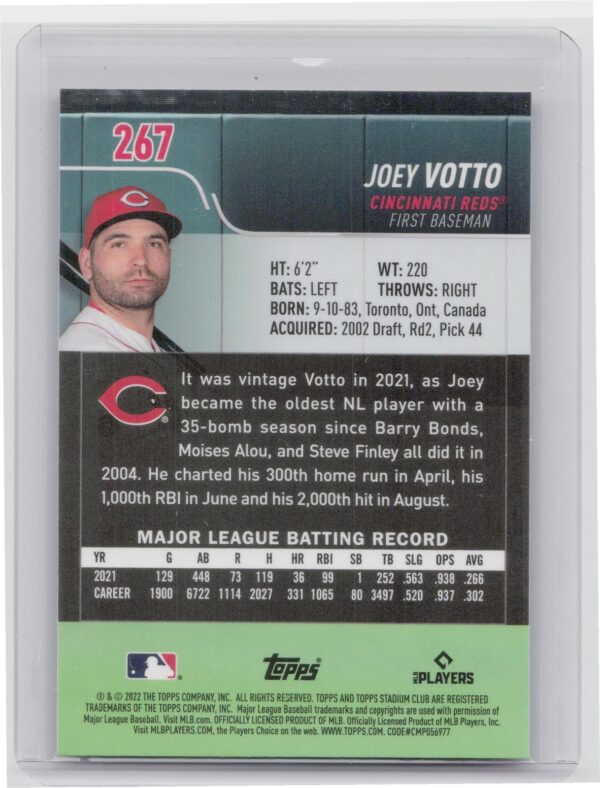 267
JOEY VOTTO
CINCINNATI REDS®
FIRST BASEMAN
HT: 6'2" WT: 220
BATS: LEFT THROWS: RIGHT
BORN: 9-10-83, Toronto, Ont, Canada
ACQUIRED: 2002 Draft, Rd2, Pick 44
It was vintage Votto in 2021, as Joey
became the oldest NL player with a
35-bomb season since Barry Bonds,
Moises Alou, and Steve Finley all did it in
2004. He charted his 300th home run in April, his
1,000th RBI in June and his 2,000th hit in August.
MAJOR LEAGUE BATTING RECORD
YR G AB R H HR RBI SB TB SLG OPS AVG
2021 129 448 73 119 36 99 1 252 .563 .938 .266
CAREER 1900 6722 1114 2027 331 1065 80 3497 .520 .937 .302
topps
MLB PLAYERS
® & © 2022 THE TOPPS COMPANY, INC. ALL RIGHTS RESERVED. TOPPS AND TOPPS STADIUM CLUB ARE REGISTERED
TRADEMARKS OF THE TOPPS COMPANY, INC. Major League Baseball trademarks and copyrights are used with permission of
Major League Baseball. Visit MLB.com. OFFICIALLY LICENSED PRODUCT OF MLB. Officially Licensed Product of MLB Players, Inc.
Visit MLBPLAYERS.COM, the Players Choice on the web. WWW.TOPPS.COM. CODE#CMP056977